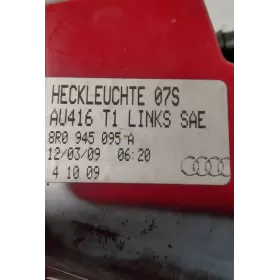 HECKLEUCHTE 07S
AU416 T1 LINKS SAE
8R0 945 095 A
12/03/09 06:20
4 10 09